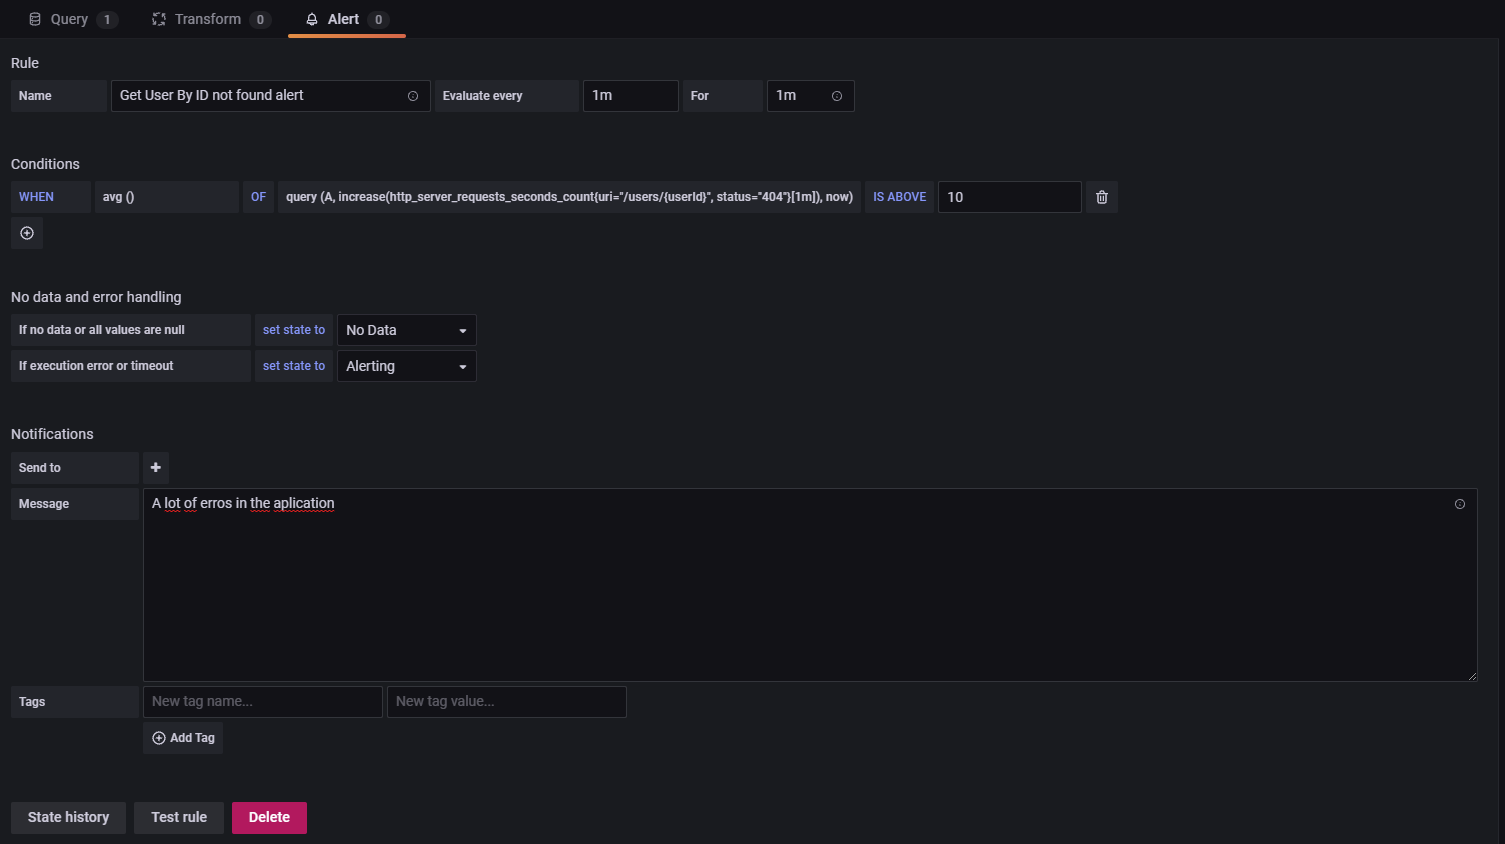 Query 1 Transform 0 Alert 0
Rule
Name Get User By ID not found alert Evaluate every 1m For 1m
Conditions
WHEN avg () OF query (A, increase(http_server_requests_seconds_count{uri="/users/{userId}", status="404"}[1m]), now) IS ABOVE 10
No data and error handling
If no data or all values are null set state to No Data
If execution error or timeout set state to Alerting
Notifications
Send to
Message A lot of erros in the aplication
Tags New tag name... New tag value...
Add Tag
State history Test rule Delete